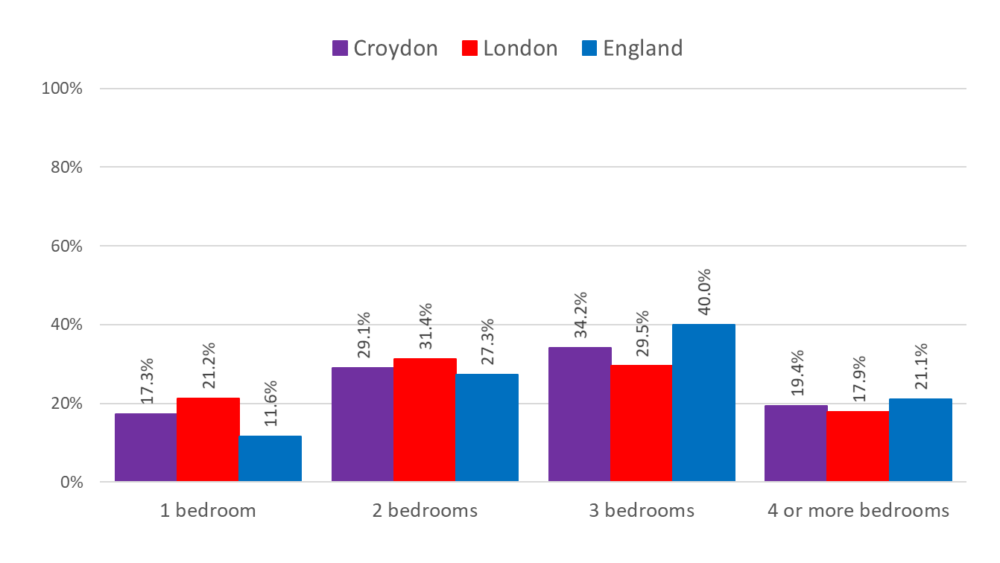 Croydon London England
100%
80%
60%
40%
20%
0%
17.3% 21.2% 11.6%
29.1% 31.4% 27.3%
34.2% 29.5% 40.0%
19.4% 17.9% 21.1%
1 bedroom 2 bedrooms 3 bedrooms 4 or more bedrooms